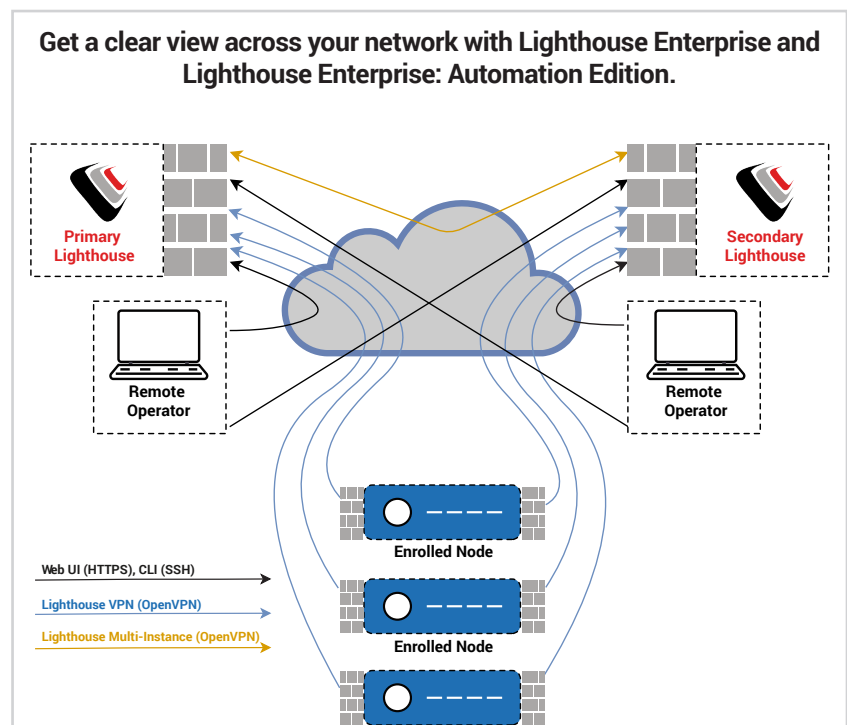 Get a clear view across your network with Lighthouse Enterprise and
Lighthouse Enterprise: Automation Edition.
Primary
Lighthouse
Secondary
Lighthouse
Remote
Operator
Remote
Operator
Enrolled Node
Enrolled Node
Web UI (HTTPS), CLI (SSH)
Lighthouse VPN (OpenVPN)
Lighthouse Multi-Instance (OpenVPN)